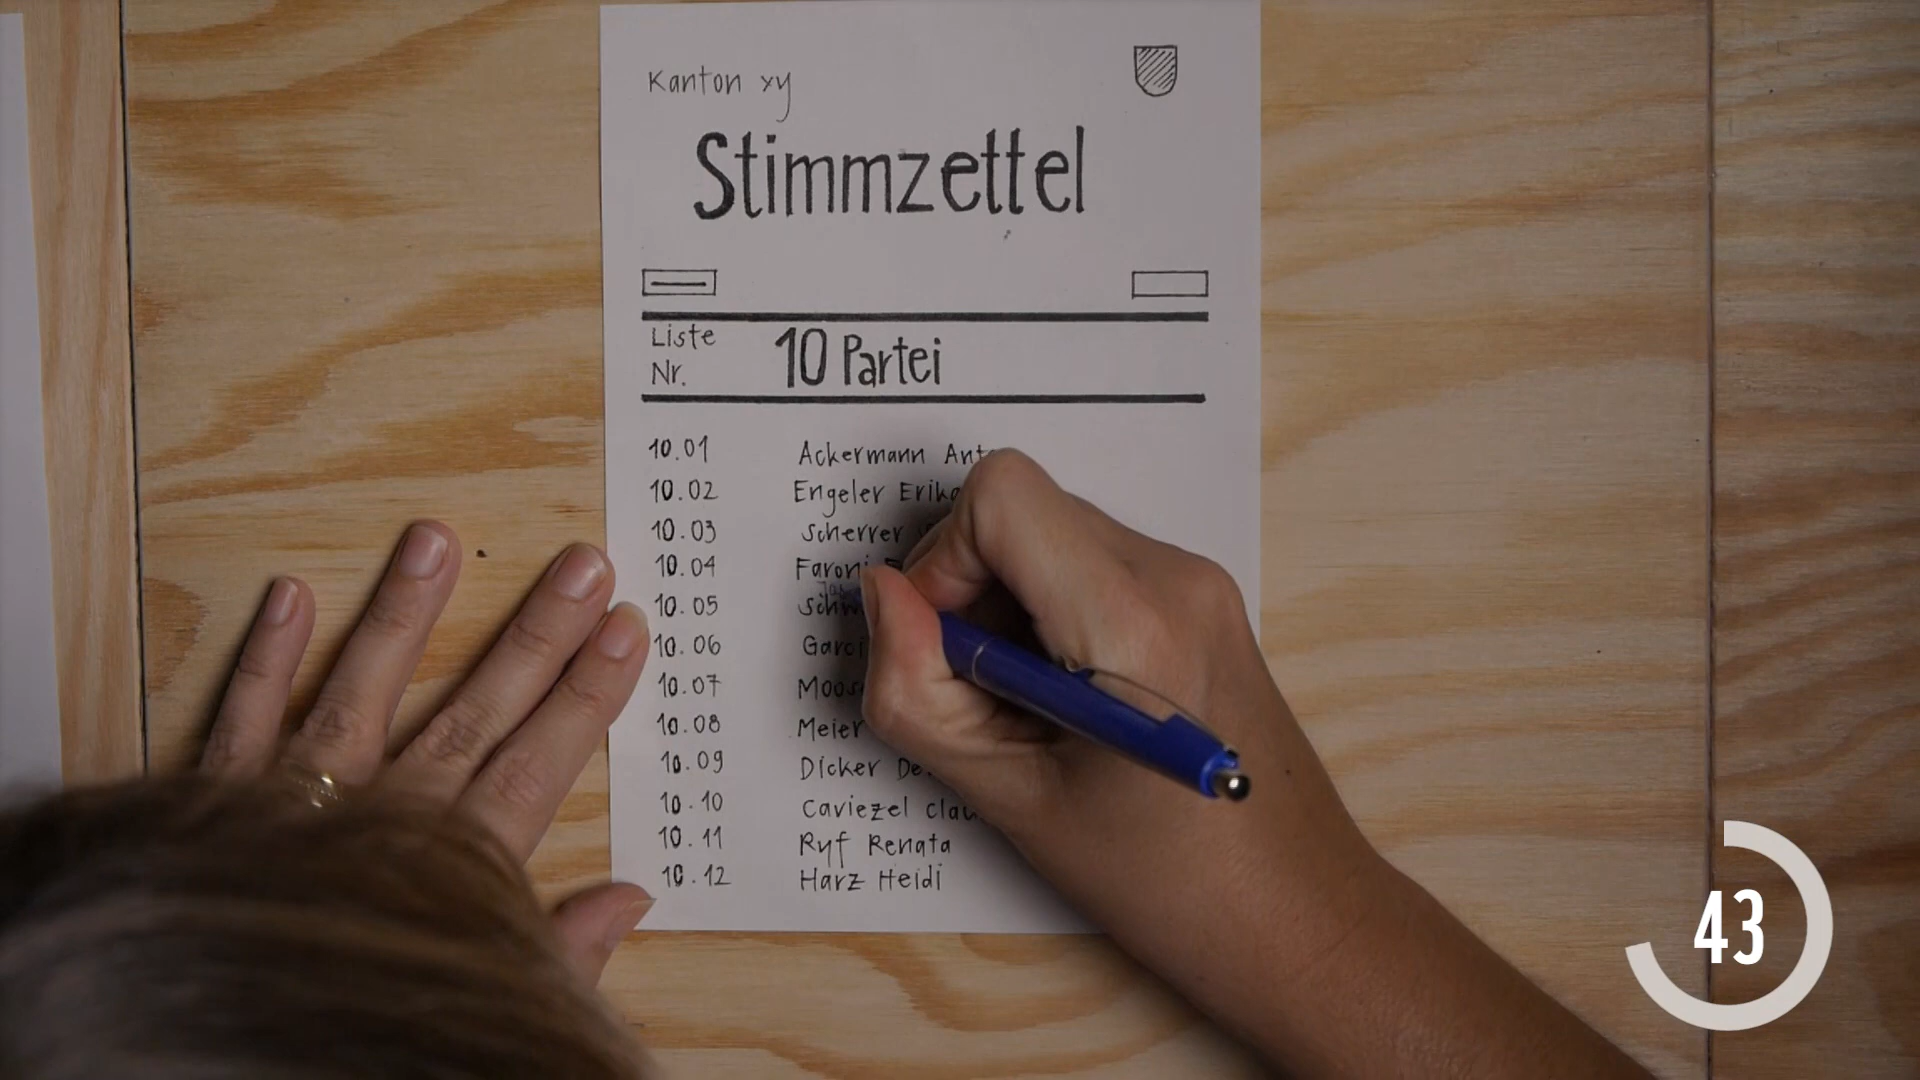 Kanton xy
Stimmzettel
Liste
Nr. 10 Partei
10.01 Ackermann
10.02 Engeler Erika
10.03 Scherrer
10.04 Faroni
10.05
10.06
10.07
10.08 Meier
10.09 Dicker
10.10 Caviezel
10.11 Ryf Renata
10.12 Harz Heidi
43